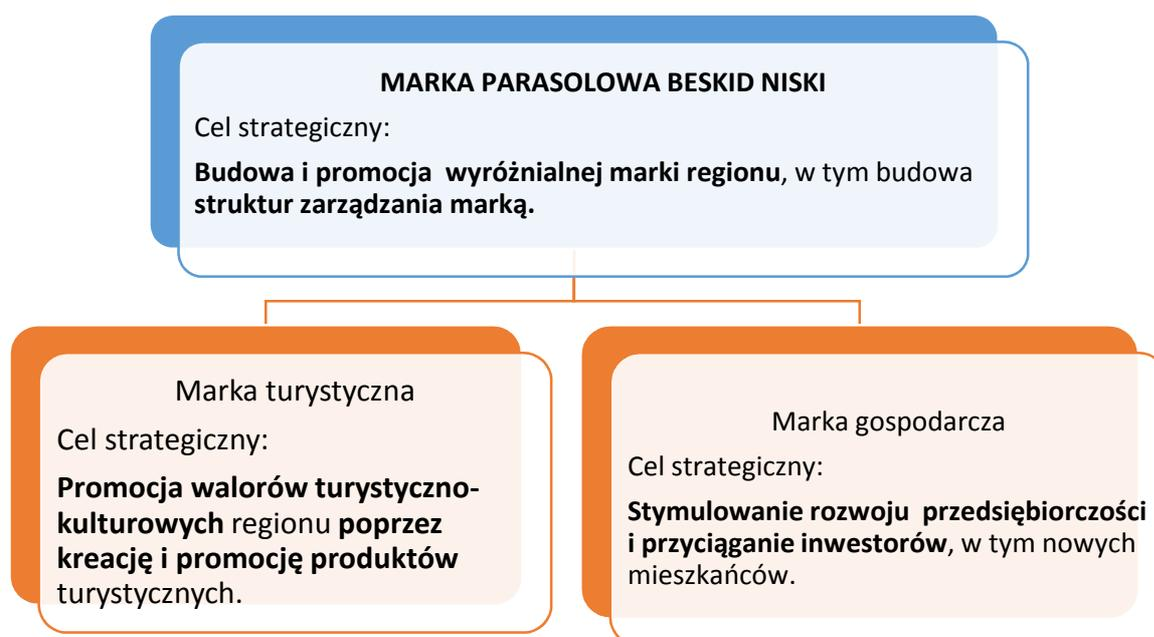 MARKA PARASOLOWA BESKID NISKI
Cel strategiczny:
Budowa i promocja  wyróżnialnej marki regionu, w tym budowa
struktur zarządzania marką.
Marka turystyczna
Cel strategiczny:
Promocja walorów turystyczno-
kulturowych regionu poprzez
kreację i promocję produktów
turystycznych.
Marka gospodarcza
Cel strategiczny:
Stymulowanie rozwoju  przedsiębiorczości
i przyciąganie inwestorów, w tym nowych
mieszkańców.